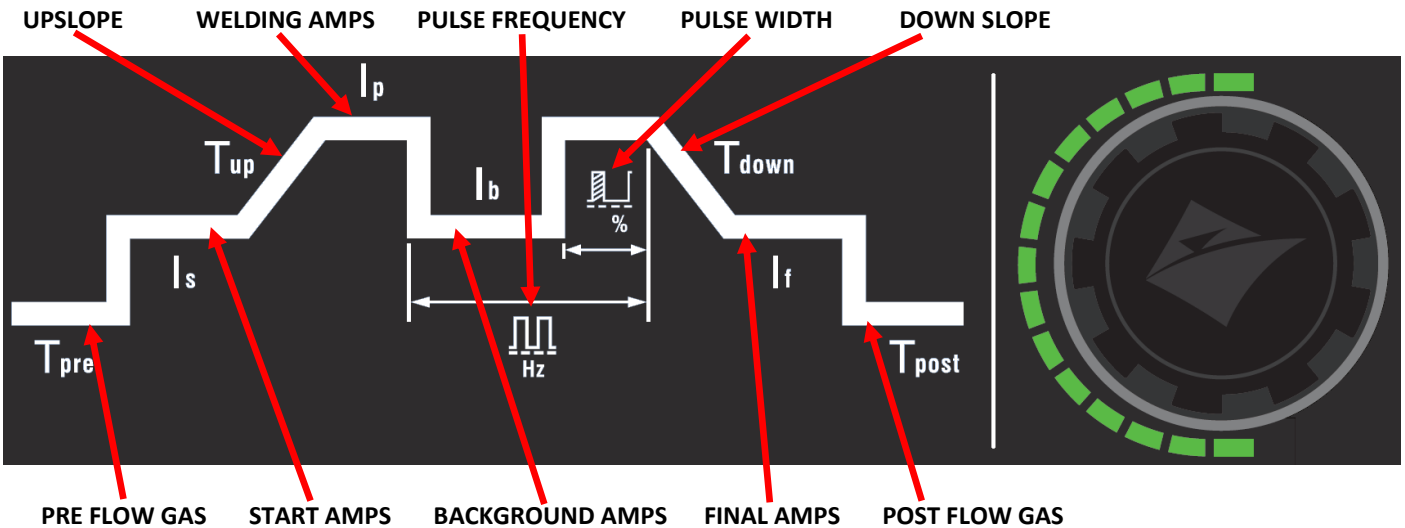 UPSLOPE WELDING AMPS PULSE FREQUENCY PULSE WIDTH DOWN SLOPE
Ip
Tup Ib Tdown
%
Is If
Tpre Hz Tpost
PRE FLOW GAS START AMPS BACKGROUND AMPS FINAL AMPS POST FLOW GAS